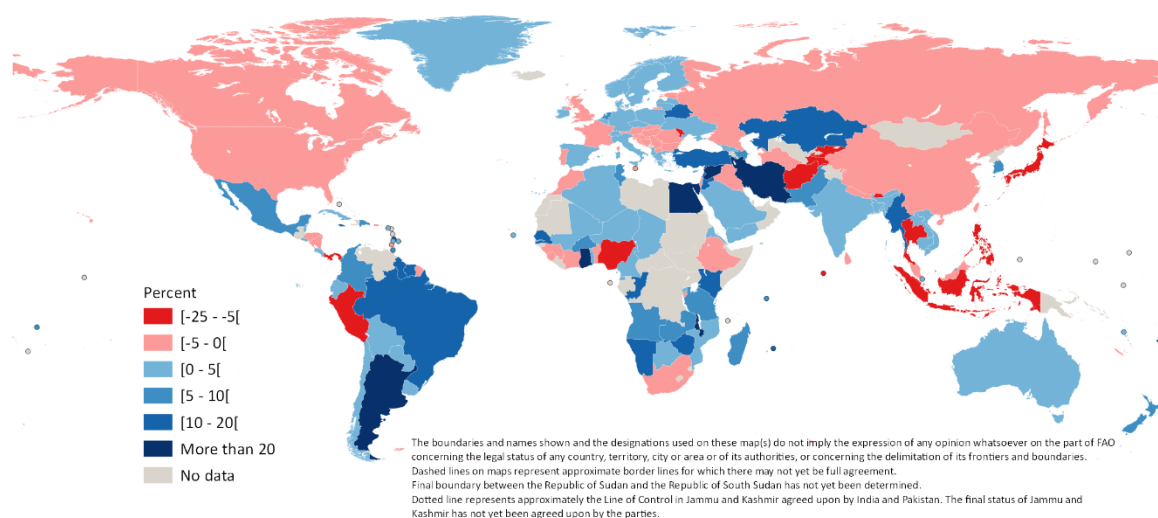 Percent
[-25 - -5[
[-5 - 0[
[0 - 5[
[5 - 10[
[10 - 20[
More than 20
No data
The boundaries and names shown and the designations used on these map(s) do not imply the expression of any opinion whatsoever on the part of FAO
concerning the legal status of any country, territory, city or area or of its authorities, or concerning the delimitation of its frontiers and boundaries.
Dashed lines on maps represent approximate border lines for which there may not yet be full agreement.
Final boundary between the Republic of Sudan and the Republic of South Sudan has not yet been determined.
Dotted line represents approximately the Line of Control in Jammu and Kashmir agreed upon by India and Pakistan. The final status of Jammu and
Kashmir has not yet been agreed upon by the parties.